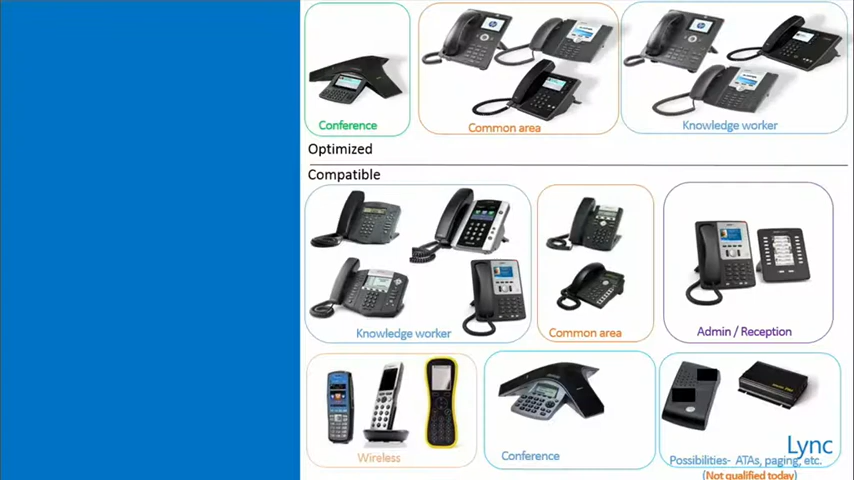 Conference
Common area
Knowledge worker
Optimized
Compatible
Knowledge worker
Common area
Admin / Reception
Wireless
Conference
Lync
Possibilities- ATAs, paging, etc.
(Not qualified today)